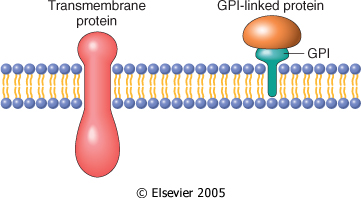 Transmembrane
protein
GPI-linked protein
GPI
© Elsevier 2005